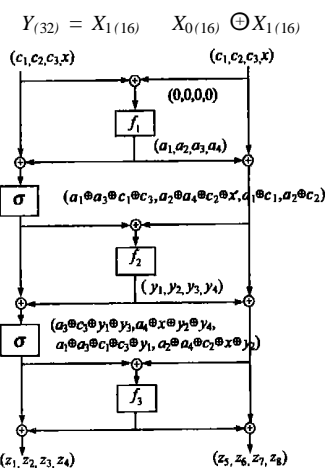 Y(32) = X1(16) X0(16) ⊕X1(16)
(c1,c2,c3,x) (c1,c2,c3,x)
(0,0,0,0)
f1
(a1,a2,a3,a4)
σ (a1⊕a3⊕c1⊕c3,a2⊕a4⊕c2⊕x,a1⊕c1,a2⊕c2)
f2
(y1,y2,y3,y4)
σ (a3⊕c3⊕y1⊕y3,a4⊕x⊕y2⊕y4,
a1⊕a3⊕c1⊕c3⊕y1,a2⊕a4⊕c2⊕x⊕y2)
f3
(z1,z2,z3,z4) (z5,z6,z7,z8)